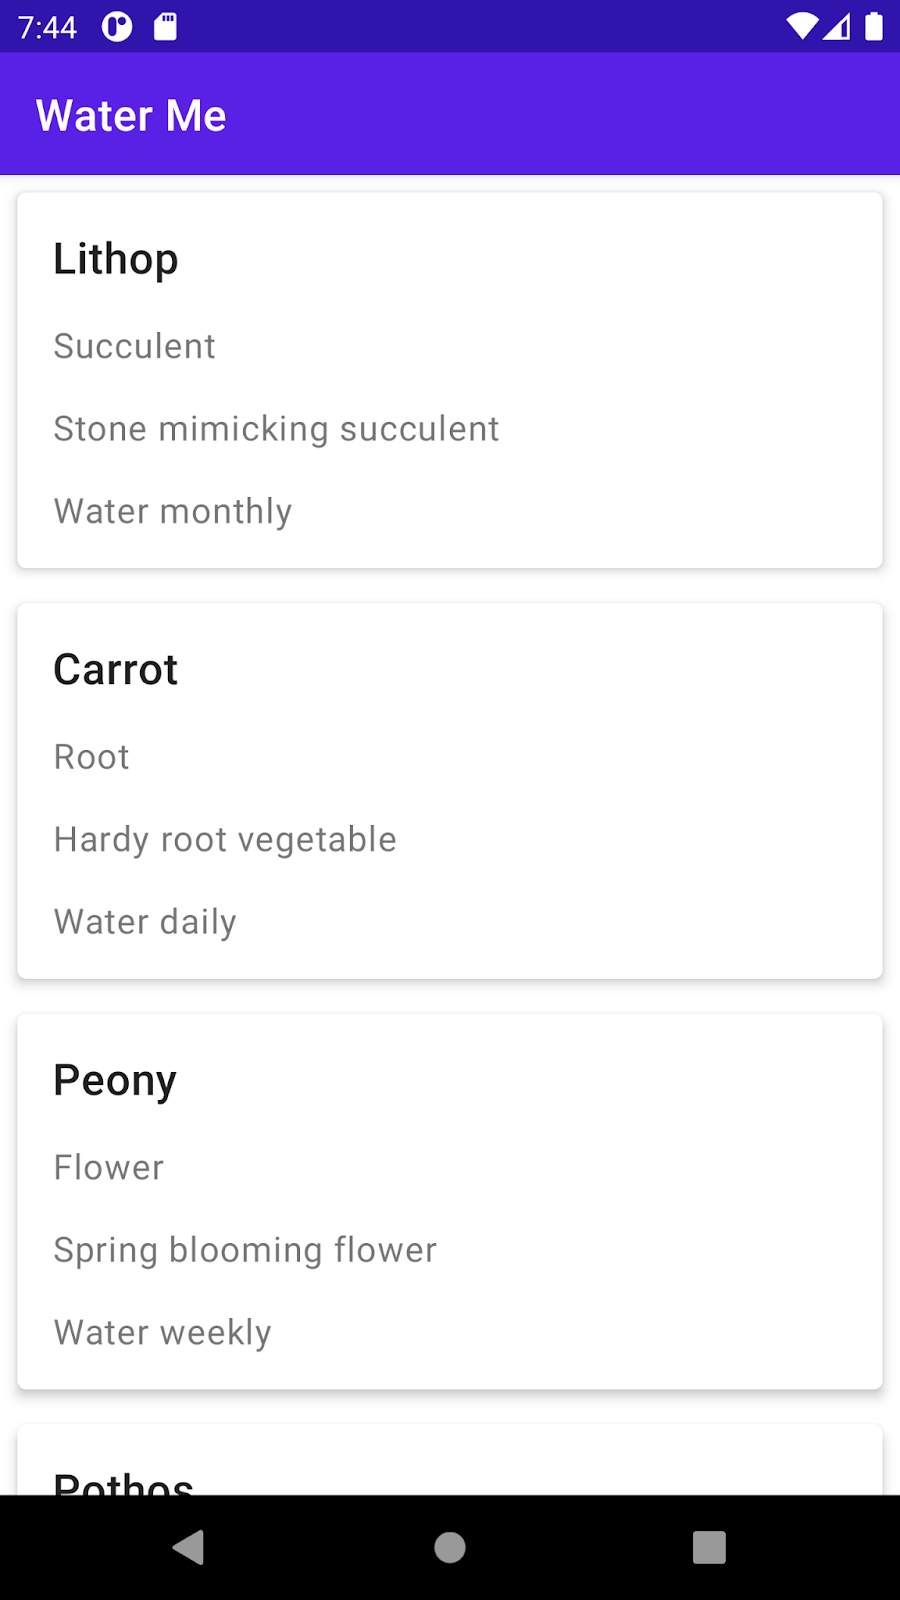 7:44
Water Me
Lithop
Succulent
Stone mimicking succulent
Water monthly
Carrot
Root
Hardy root vegetable
Water daily
Peony
Flower
Spring blooming flower
Water weekly
Pothos